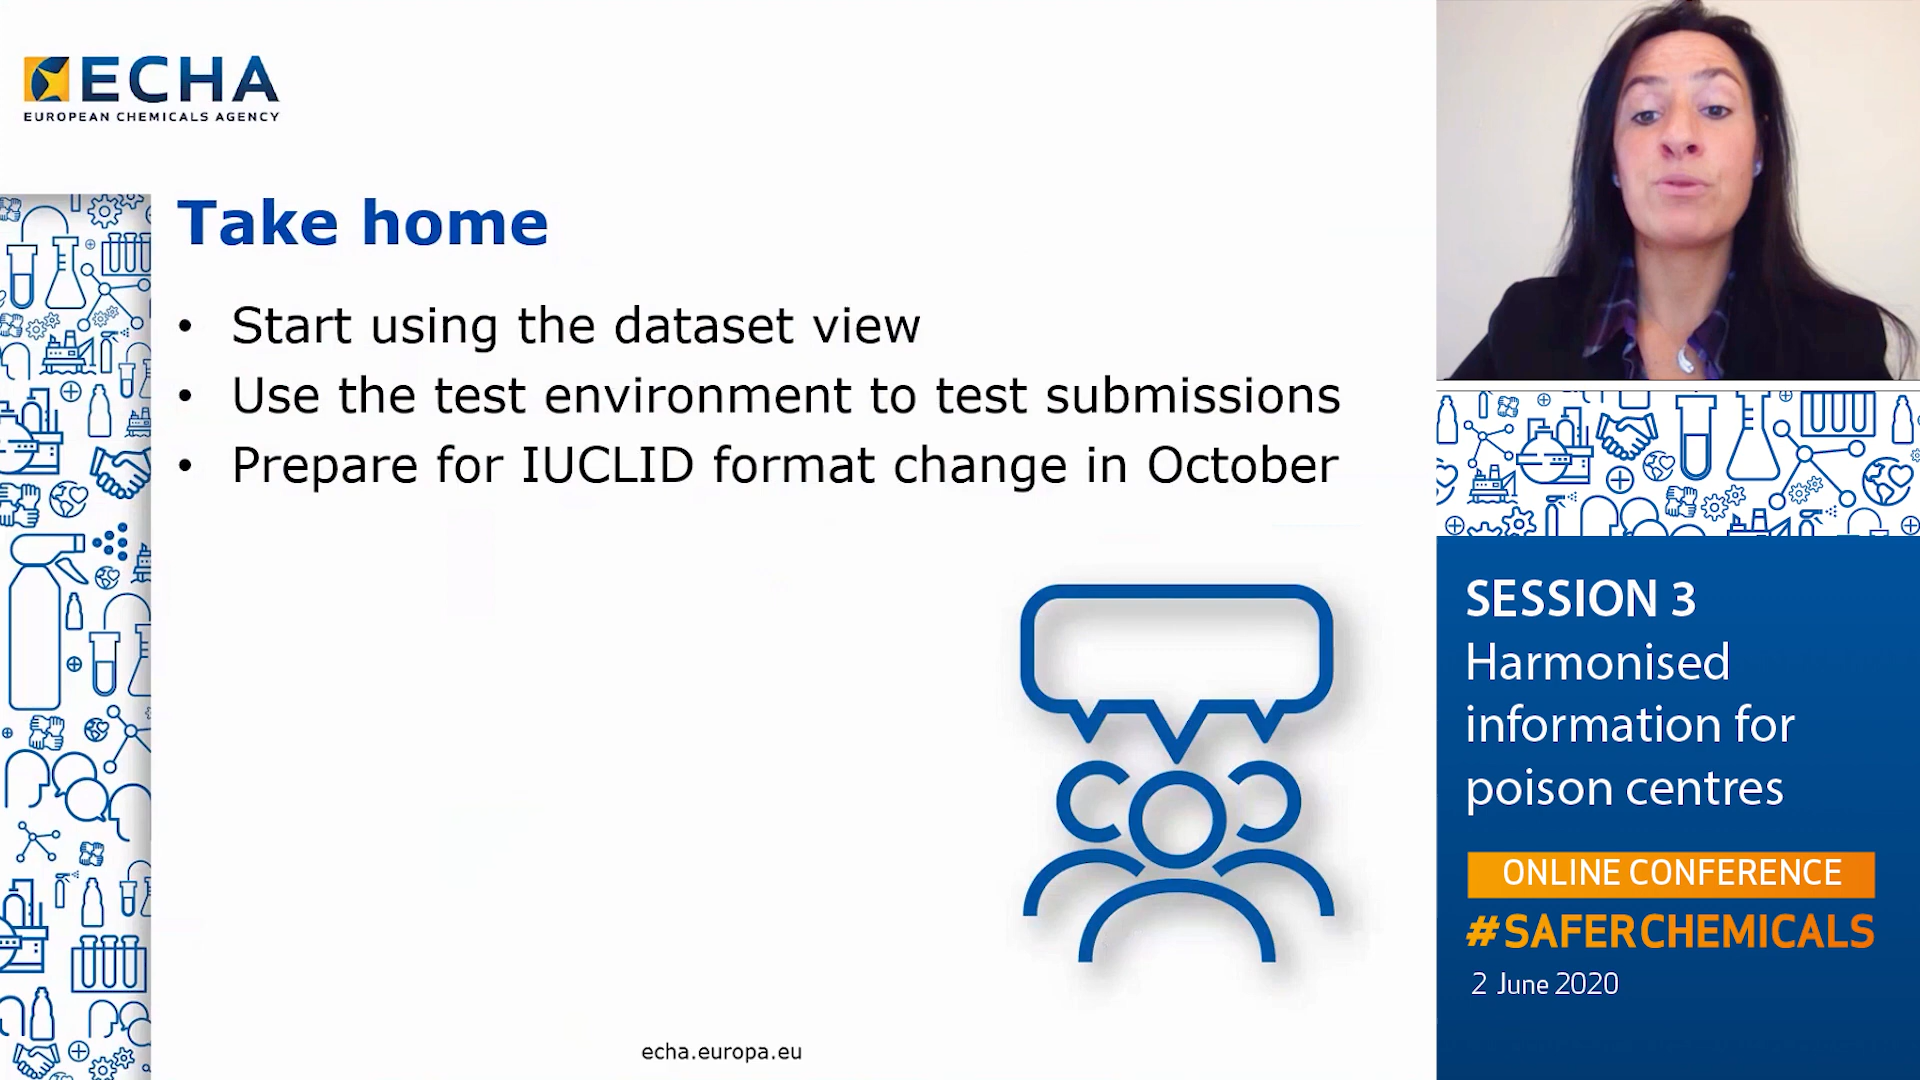 ECHA
EUROPEAN CHEMICALS AGENCY
Take home
• Start using the dataset view
• Use the test environment to test submissions
• Prepare for IUCLID format change in October
echa.europa.eu
SESSION 3
Harmonised
information for
poison centres
ONLINE CONFERENCE
#SAFERCHEMICALS
2 June 2020